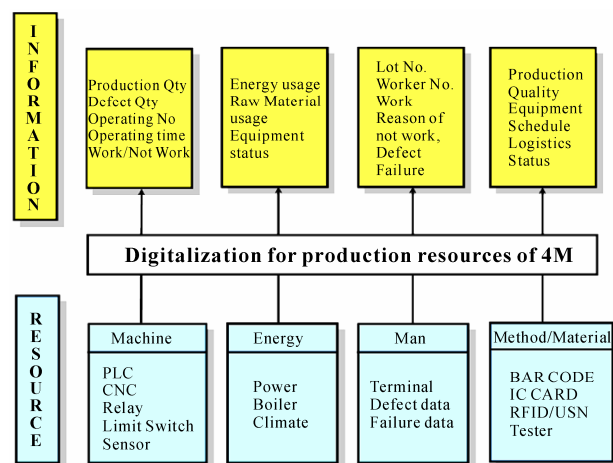 INFORMATION
Production Qty
Defect Qty
Operating No
Operating time
Work/Not Work
Energy usage
Raw Material
usage
Equipment
status
Lot No.
Worker No.
Work
Reason of
not work,
Defect
Failure
Production
Quality
Equipment
Schedule
Logistics
Status
Digitalization for production resources of 4M
RESOURCE
Machine
PLC
CNC
Relay
Limit Switch
Sensor
Energy
Power
Boiler
Climate
Man
Terminal
Defect data
Failure data
Method/Material
BAR CODE
IC CARD
RFID/USN
Tester